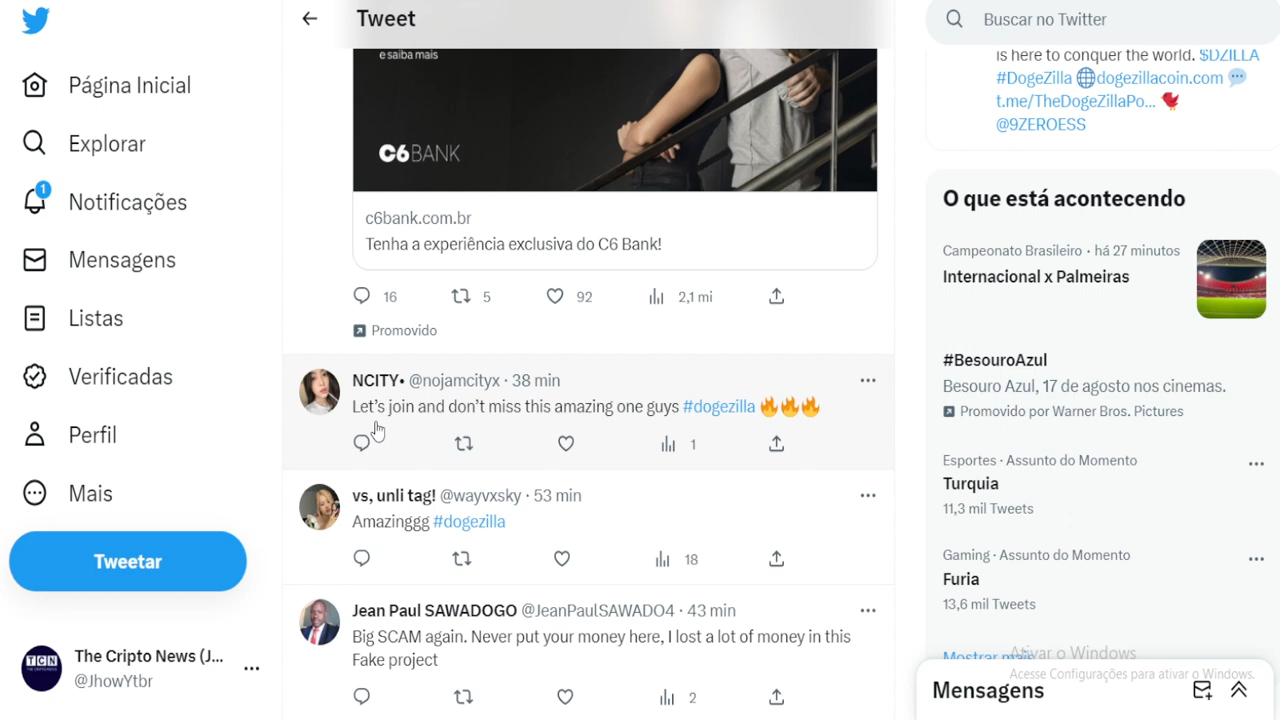 Tweet
Buscar no Twitter
Página Inicial
Explorar
1
Notificações
Mensagens
Listas
Verificadas
Perfil
Mais
Tweetar
The Cripto News (J...
@JhowYtbr
e saiba mais
C6 BANK
c6bank.com.br
Tenha a experiência exclusiva do C6 Bank!
16 5 92 2,1 mi
Promovido
NCITY• @nojamcityx · 38 min
Let's join and don't miss this amazing one guys #dogezilla 🔥🔥🔥
1
vs, unli tag! @wayvxsky · 53 min
Amazinggg #dogezilla
18
Jean Paul SAWADOGO @JeanPaulSAWADO4 · 43 min
Big SCAM again. Never put your money here, I lost a lot of money in this
Fake project
2
is here to conquer the world. $DZILLA
#DogeZilla 🌐dogezillacoin.com 💬
t.me/TheDogeZillaPo... 🐦
@9ZEROESS
O que está acontecendo
Campeonato Brasileiro · há 27 minutos
Internacional x Palmeiras
#BesouroAzul
Besouro Azul, 17 de agosto nos cinemas.
Promovido por Warner Bros. Pictures
Esportes · Assunto do Momento
Turquia
11,3 mil Tweets
Gaming · Assunto do Momento
Furia
13,6 mil Tweets
Mostrar mais
Ativar o Windows
Acesse Configurações para ativar o Windows.
Mensagens